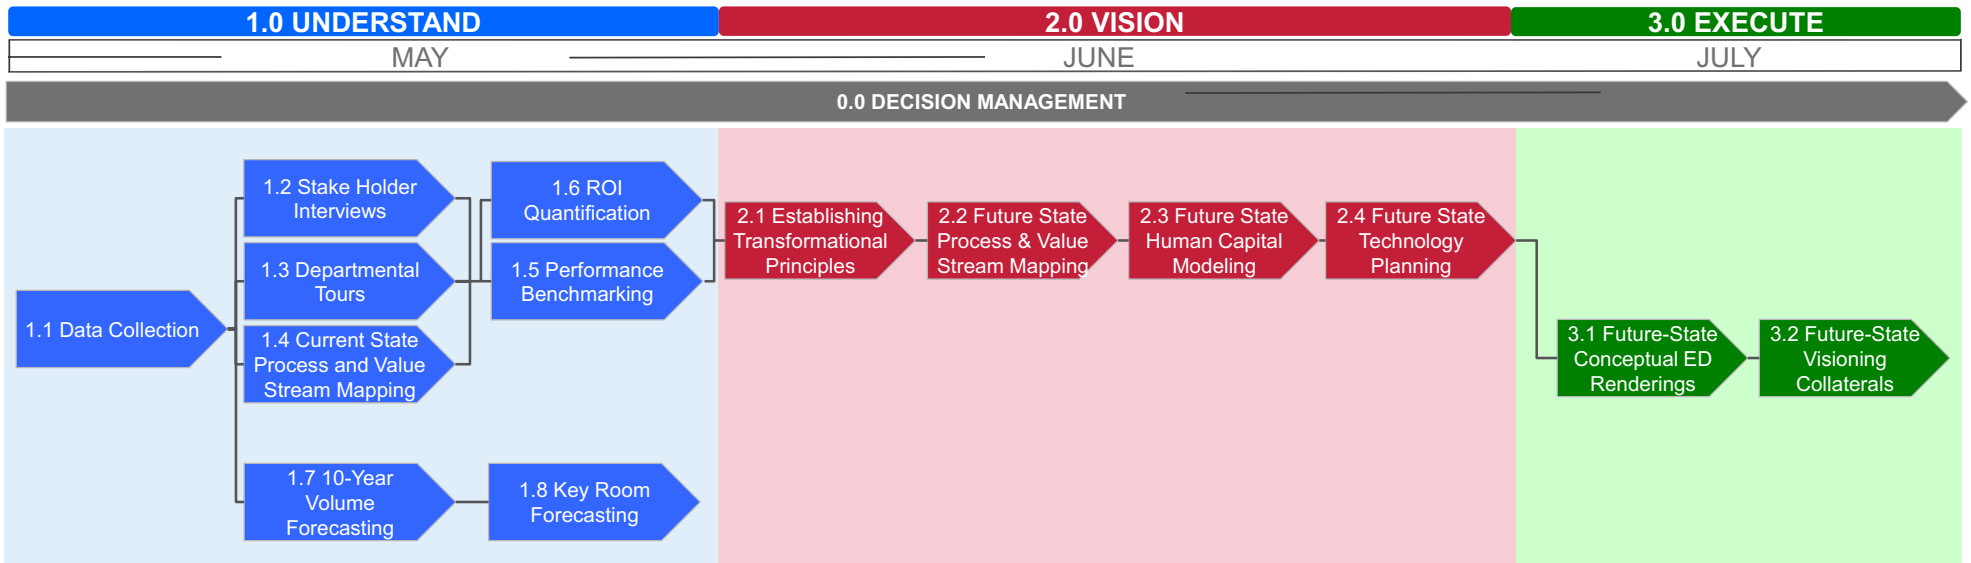 1.0 UNDERSTAND
2.0 VISION
3.0 EXECUTE
MAY
JUNE
JULY
0.0 DECISION MANAGEMENT
1.1 Data Collection
1.2 Stake Holder
Interviews
1.3 Departmental
Tours
1.4 Current State
Process and Value
Stream Mapping
1.7 10-Year
Volume
Forecasting
1.6 ROI
Quantification
1.5 Performance
Benchmarking
1.8 Key Room
Forecasting
2.1 Establishing
Transformational
Principles
2.2 Future State
Process & Value
Stream Mapping
2.3 Future State
Human Capital
Modeling
2.4 Future State
Technology
Planning
3.1 Future-State
Conceptual ED
Renderings
3.2 Future-State
Visioning
Collaterals